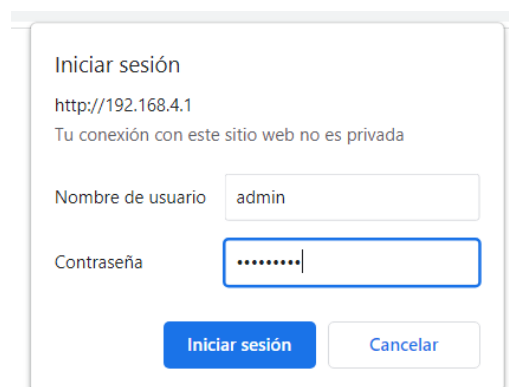 Iniciar sesión
http://192.168.4.1
Tu conexión con este sitio web no es privada
Nombre de usuario admin
Contraseña •••••••••
Iniciar sesión Cancelar